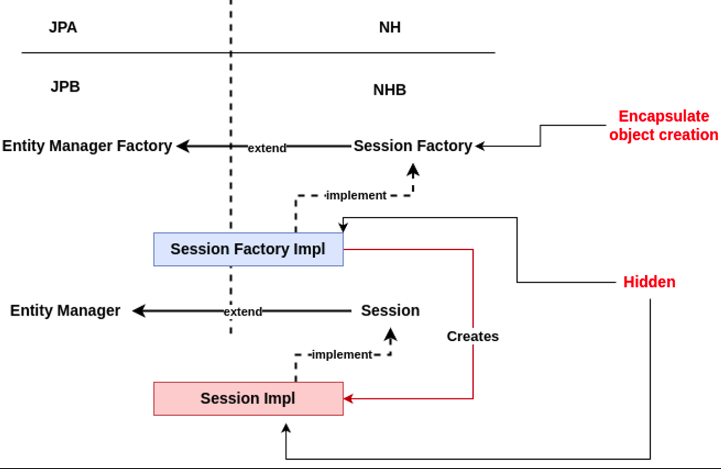 JPA
NH
JPB
NHB
Encapsulate
object creation
Entity Manager Factory
extend
Session Factory
implement
Session Factory Impl
Hidden
Entity Manager
extend
Session
Creates
implement
Session Impl